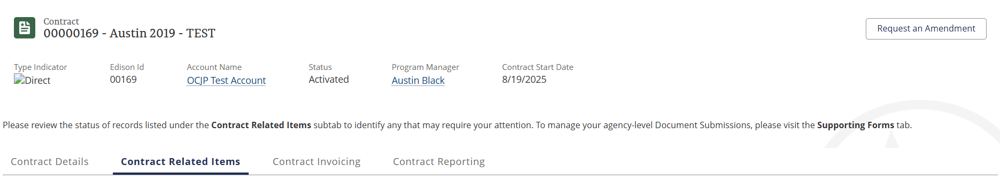 Contract
00000169 - Austin 2019 - TEST
Request an Amendment
Type Indicator
Direct
Edison Id
00169
Account Name
OCJP Test Account
Status
Activated
Program Manager
Austin Black
Contract Start Date
8/19/2025
Please review the status of records listed under the Contract Related Items subtab to identify any that may require your attention. To manage your agency-level Document Submissions, please visit the Supporting Forms tab.
Contract Details
Contract Related Items
Contract Invoicing
Contract Reporting